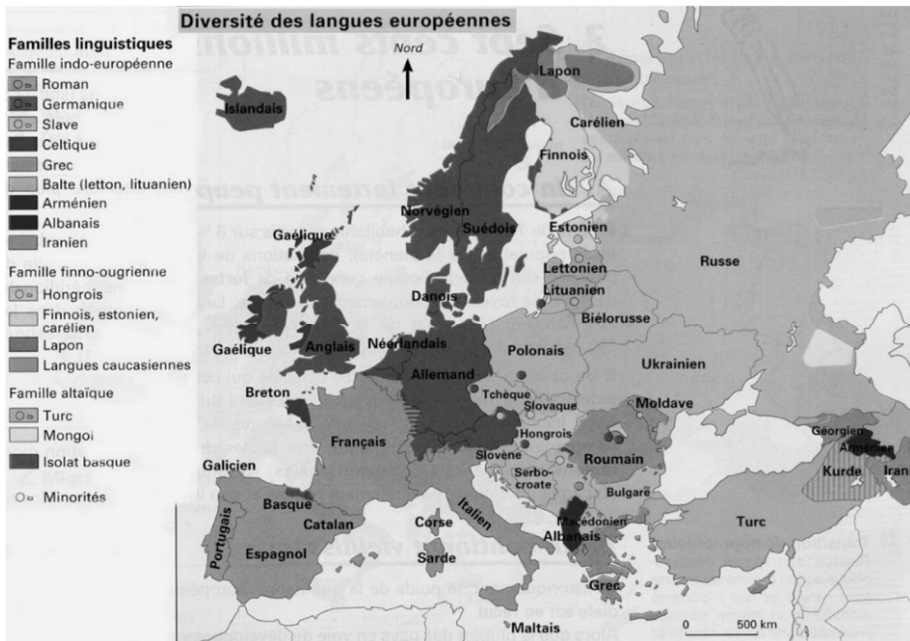 Diversité des langues européennes
Nord
Familles linguistiques
Famille indo-européenne
Roman
Germanique
Slave
Celtique
Grec
Balte (letton, lituanien)
Arménien
Albanais
Iranien
Famille finno-ougrienne
Hongrois
Finnois, estonien,
carélien
Lapon
Langues caucasiennes
Famille altaïque
Turc
Mongol
Isolat basque
Minorités
Islandais
Lapon
Carélien
Finnois
Norvégien
Suédois
Estonien
Russe
Gaélique
Lettonien
Lituanien
Danois
Biélorusse
Gaélique
Anglais
Néerlandais
Polonais
Allemand
Ukrainien
Breton
Tchèque
Slovaque
Moldave
Français
Hongrois
Géorgien
Arménien
Slovène
Roumain
Galicien
Serbo-
croate
Kurde
Iran
Basque
Bulgare
Portugais
Catalan
Corse
Italien
Macédonien
Turc
Albanais
Espagnol
Sarde
Grec
Maltais
0 500 km